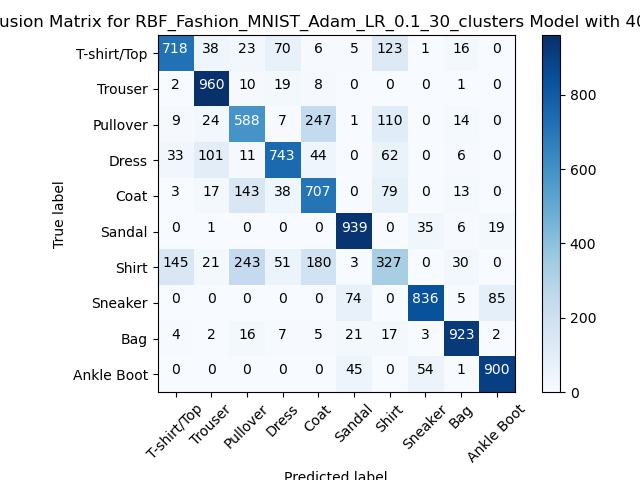 usion Matrix for RBF_Fashion_MNIST_Adam_LR_0.1_30_clusters Model with 40
T-shirt/Top 718 38 23 70 6 5 123 1 16 0
Trouser 2 960 10 19 8 0 0 0 1 0
Pullover 9 24 588 7 247 1 110 0 14 0
Dress 33 101 11 743 44 0 62 0 6 0
Coat 3 17 143 38 707 0 79 0 13 0
Sandal 0 1 0 0 0 939 0 35 6 19
Shirt 145 21 243 51 180 3 327 0 30 0
Sneaker 0 0 0 0 0 74 0 836 5 85
Bag 4 2 16 7 5 21 17 3 923 2
Ankle Boot 0 0 0 0 0 45 0 54 1 900
True label
T-shirt/Top Trouser Pullover Dress Coat Sandal Shirt Sneaker Bag Ankle Boot
Predicted label
800
600
400
200
0